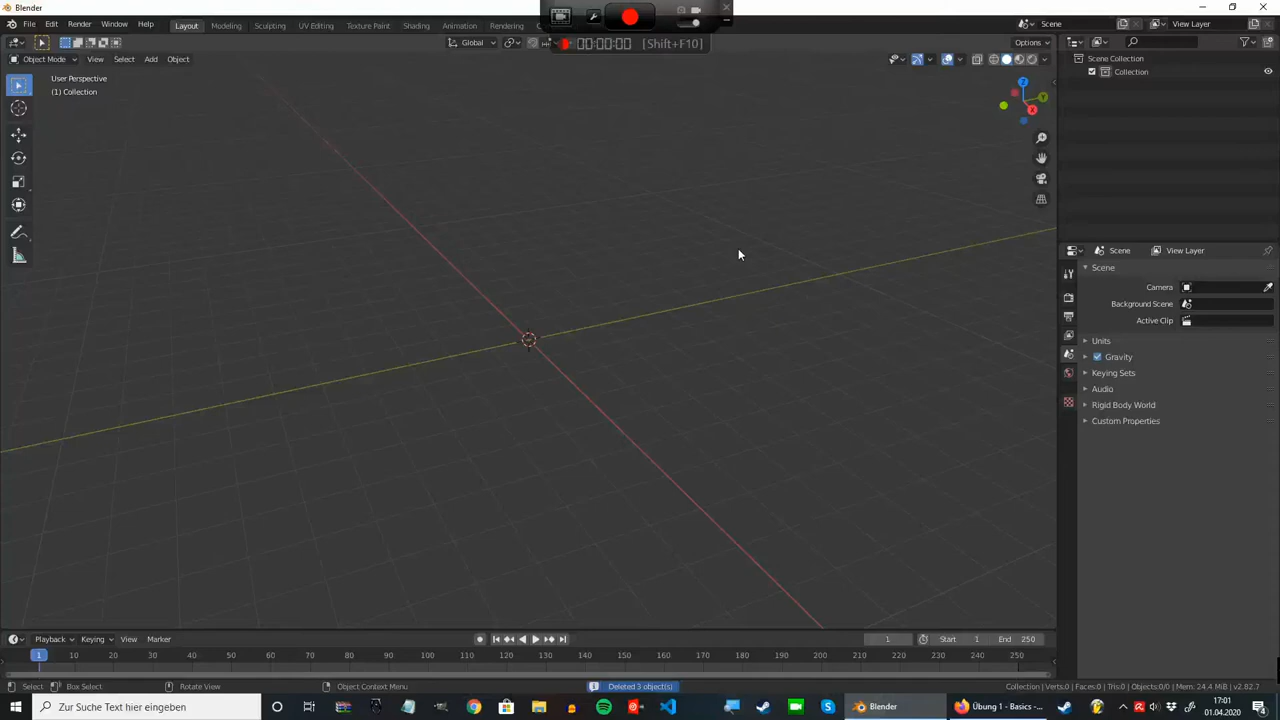 Blender
File Edit Render Window Help Layout Modeling Sculpting UV Editing Texture Paint Shading Animation Rendering
Scene View Layer
Global 00:00:00 [Shift+F10] Options
Object Mode View Select Add Object
User Perspective
(1) Collection
Scene Collection
Collection
Z
Y
X
Scene View Layer
Scene
Camera
Background Scene
Active Clip
Units
Gravity
Keying Sets
Audio
Rigid Body World
Custom Properties
Playback Keying View Marker 1 Start 1 End 250
1 10 20 30 40 50 60 70 80 90 100 110 120 130 140 150 160 170 180 190 200 210 220 230 240 250
Select Box Select Rotate View Object Context Menu Deleted 3 object(s) Collection | Verts:0 | Faces:0 | Tris:0 | Objects:0/0 | Mem: 24.4 MiB | v2.82.7
Zur Suche Text hier eingeben Blender Übung 1 - Basics -... 17:01
01.04.2020